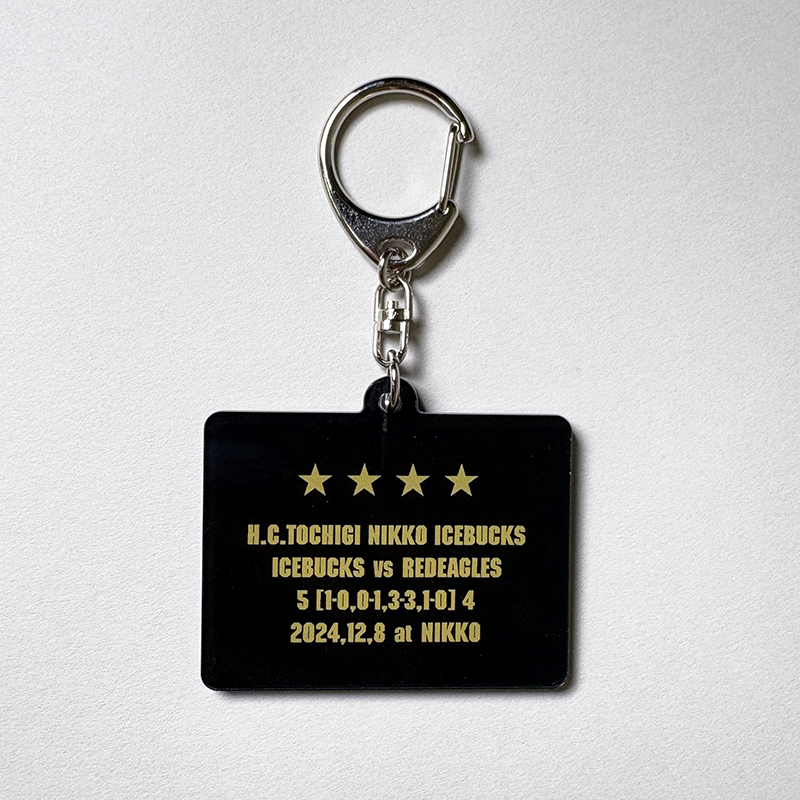 ★★★★
H.C.TOCHIGI NIKKO ICEBUCKS
ICEBUCKS vs REDEAGLES
5 [1-0,0-1,3-3,1-0] 4
2024,12,8 at NIKKO